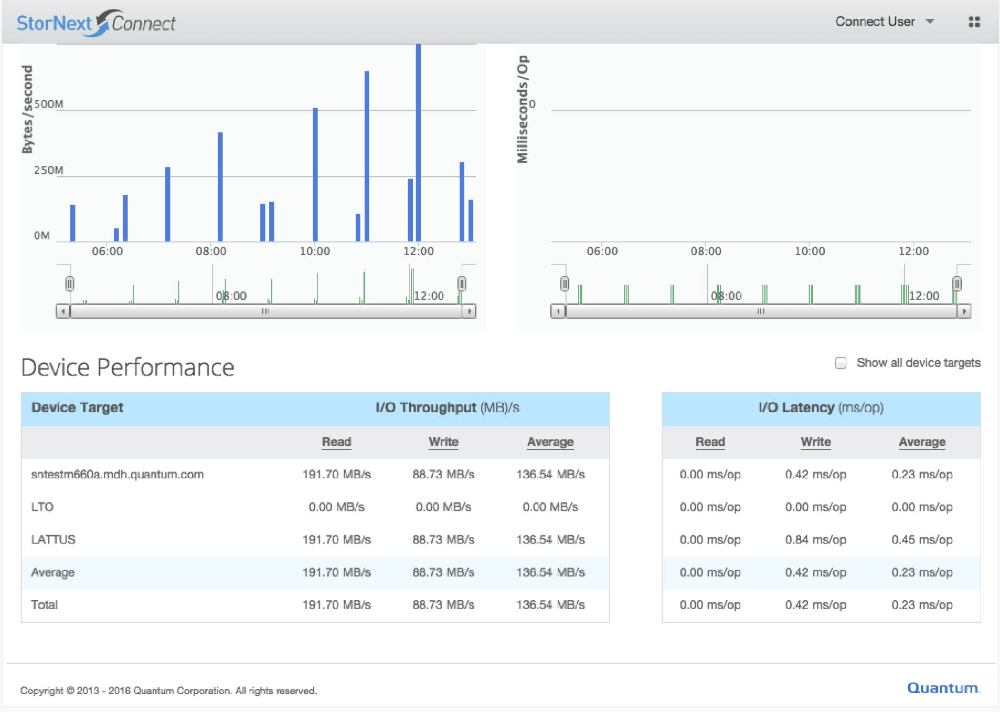 StorNext Connect
Connect User
Bytes/second
500M
250M
0M
06:00 08:00 10:00 12:00
08:00 12:00
Milliseconds/Op
0
06:00 08:00 10:00 12:00
08:00 12:00
Device Performance
Show all device targets
Device Target I/O Throughput (MB)/s
Read Write Average
sntestm660a.mdh.quantum.com 191.70 MB/s 88.73 MB/s 136.54 MB/s
LTO 0.00 MB/s 0.00 MB/s 0.00 MB/s
LATTUS 191.70 MB/s 88.73 MB/s 136.54 MB/s
Average 191.70 MB/s 88.73 MB/s 136.54 MB/s
Total 191.70 MB/s 88.73 MB/s 136.54 MB/s
I/O Latency (ms/op)
Read Write Average
0.00 ms/op 0.42 ms/op 0.23 ms/op
0.00 ms/op 0.00 ms/op 0.00 ms/op
0.00 ms/op 0.84 ms/op 0.45 ms/op
0.00 ms/op 0.42 ms/op 0.23 ms/op
0.00 ms/op 0.42 ms/op 0.23 ms/op
Copyright © 2013 - 2016 Quantum Corporation. All rights reserved.
Quantum.